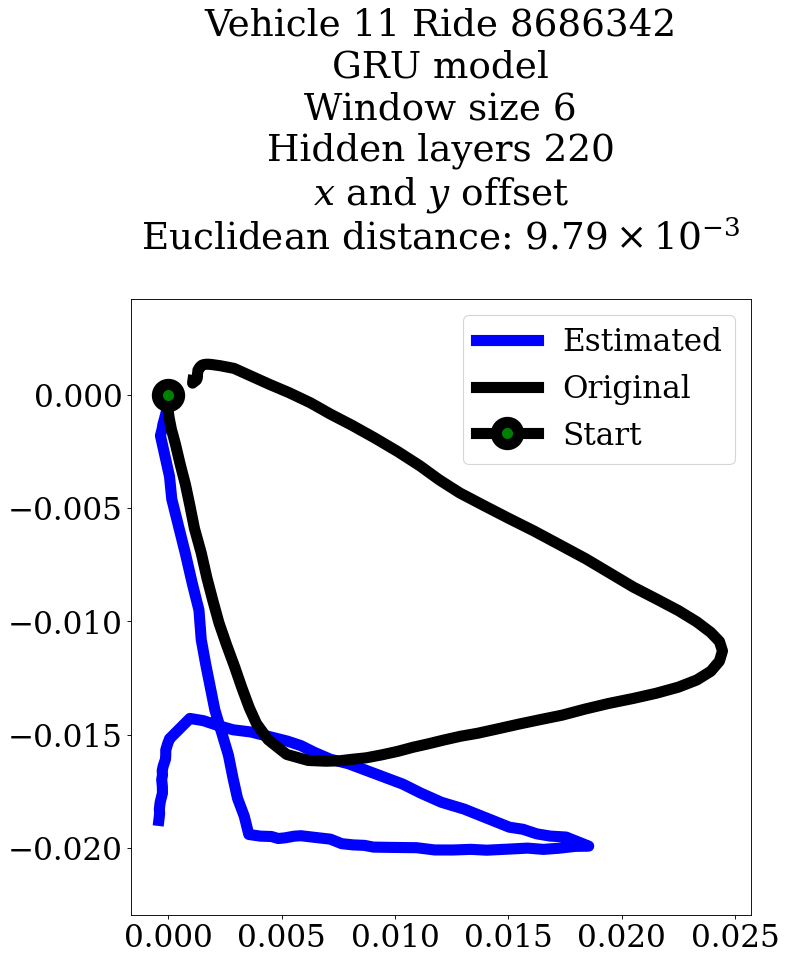 Vehicle 11 Ride 8686342
GRU model
Window size 6
Hidden layers 220
x and y offset
Euclidean distance: 9.79 × 10⁻³
Estimated
Original
Start
0.000
−0.005
−0.010
−0.015
−0.020
0.000 0.005 0.010 0.015 0.020 0.025